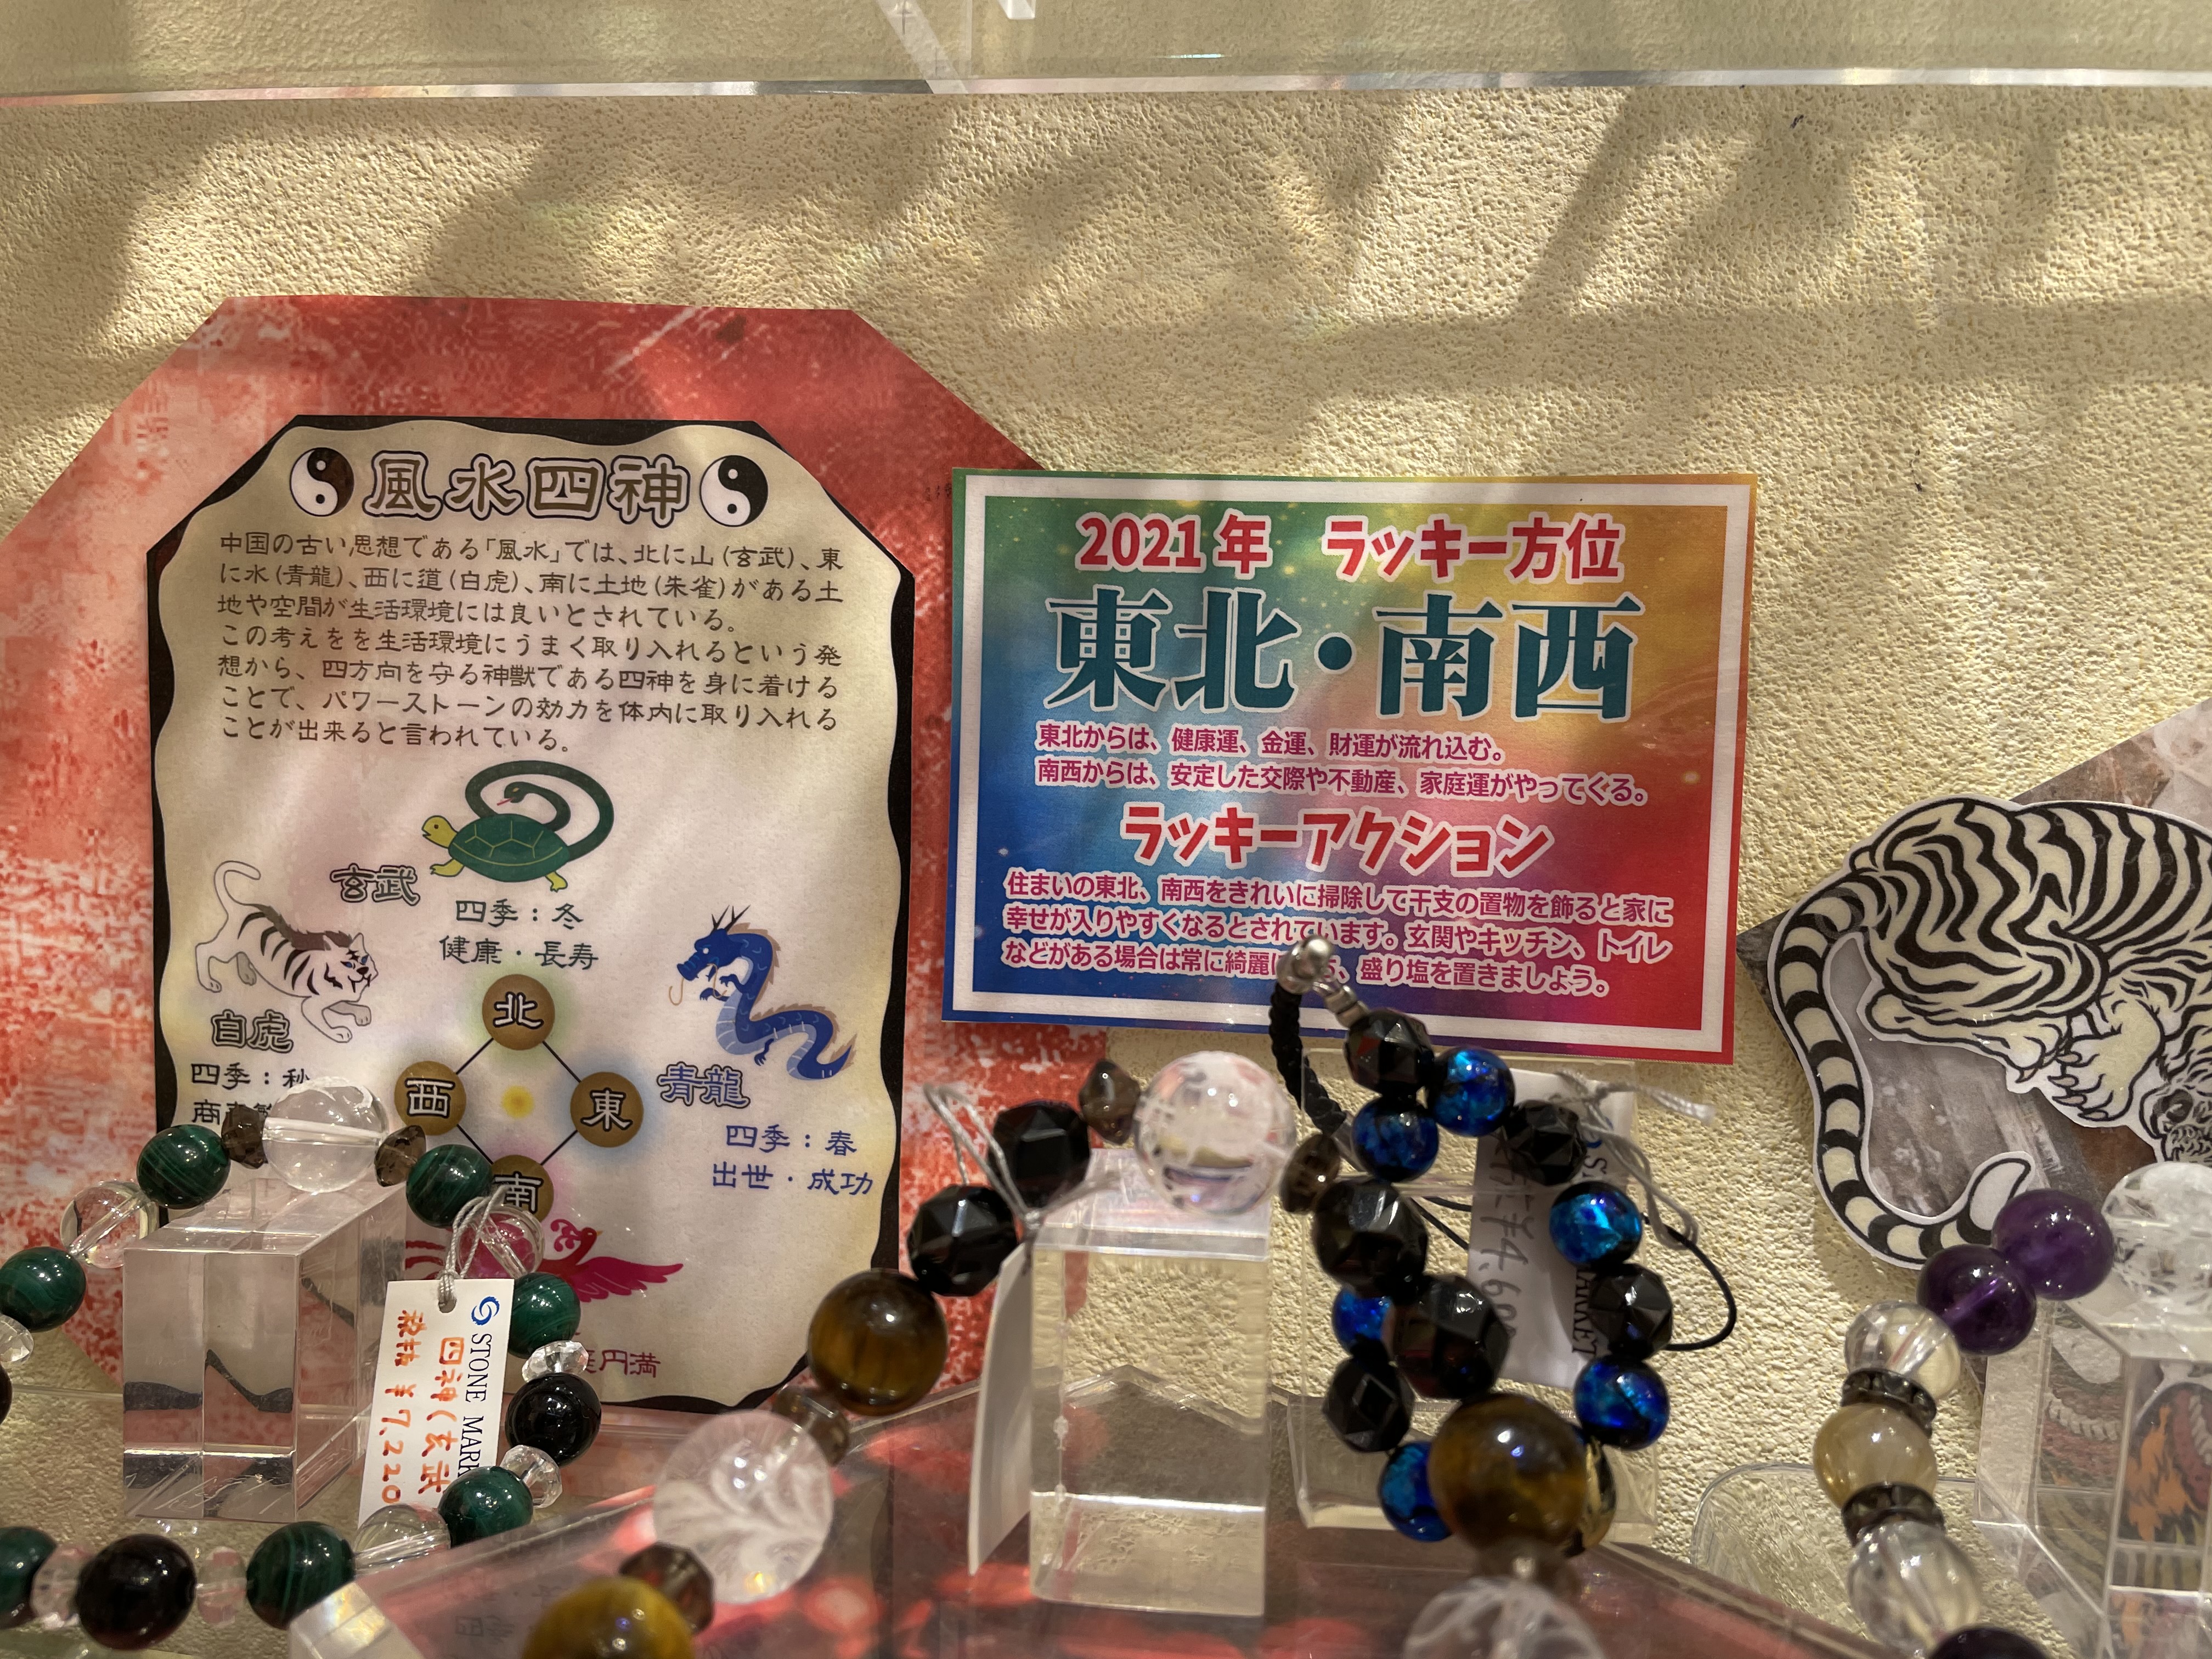 風水四神
中国の古い思想である「風水」では、北に山(玄武)、東
に水(青龍)、西に道(白虎)、南に土地(朱雀)がある土
地や空間が生活環境には良いとされている。
この考えをを生活環境にうまく取り入れるという発
想から、四方向を守る神獣である四神を身に着ける
ことで、パワーストーンの効力を体内に取り入れる
ことが出来ると言われている。
玄武
四季:冬
健康・長寿
白虎
四季:秋
商
北
西
東
南
青龍
四季:春
出世・成功
円満
STONE MAR
四神(玄武
¥7,220
2021年 ラッキー方位
東北・南西
東北からは、健康運、金運、財運が流れ込む。
南西からは、安定した交際や不動産、家庭運がやってくる。
ラッキーアクション
住まいの東北、南西をきれいに掃除して干支の置物を飾ると家に
幸せが入りやすくなるとされています。玄関やキッチン、トイレ
などがある場合は常に綺麗に、盛り塩を置きましょう。
¥4,6
ARKET